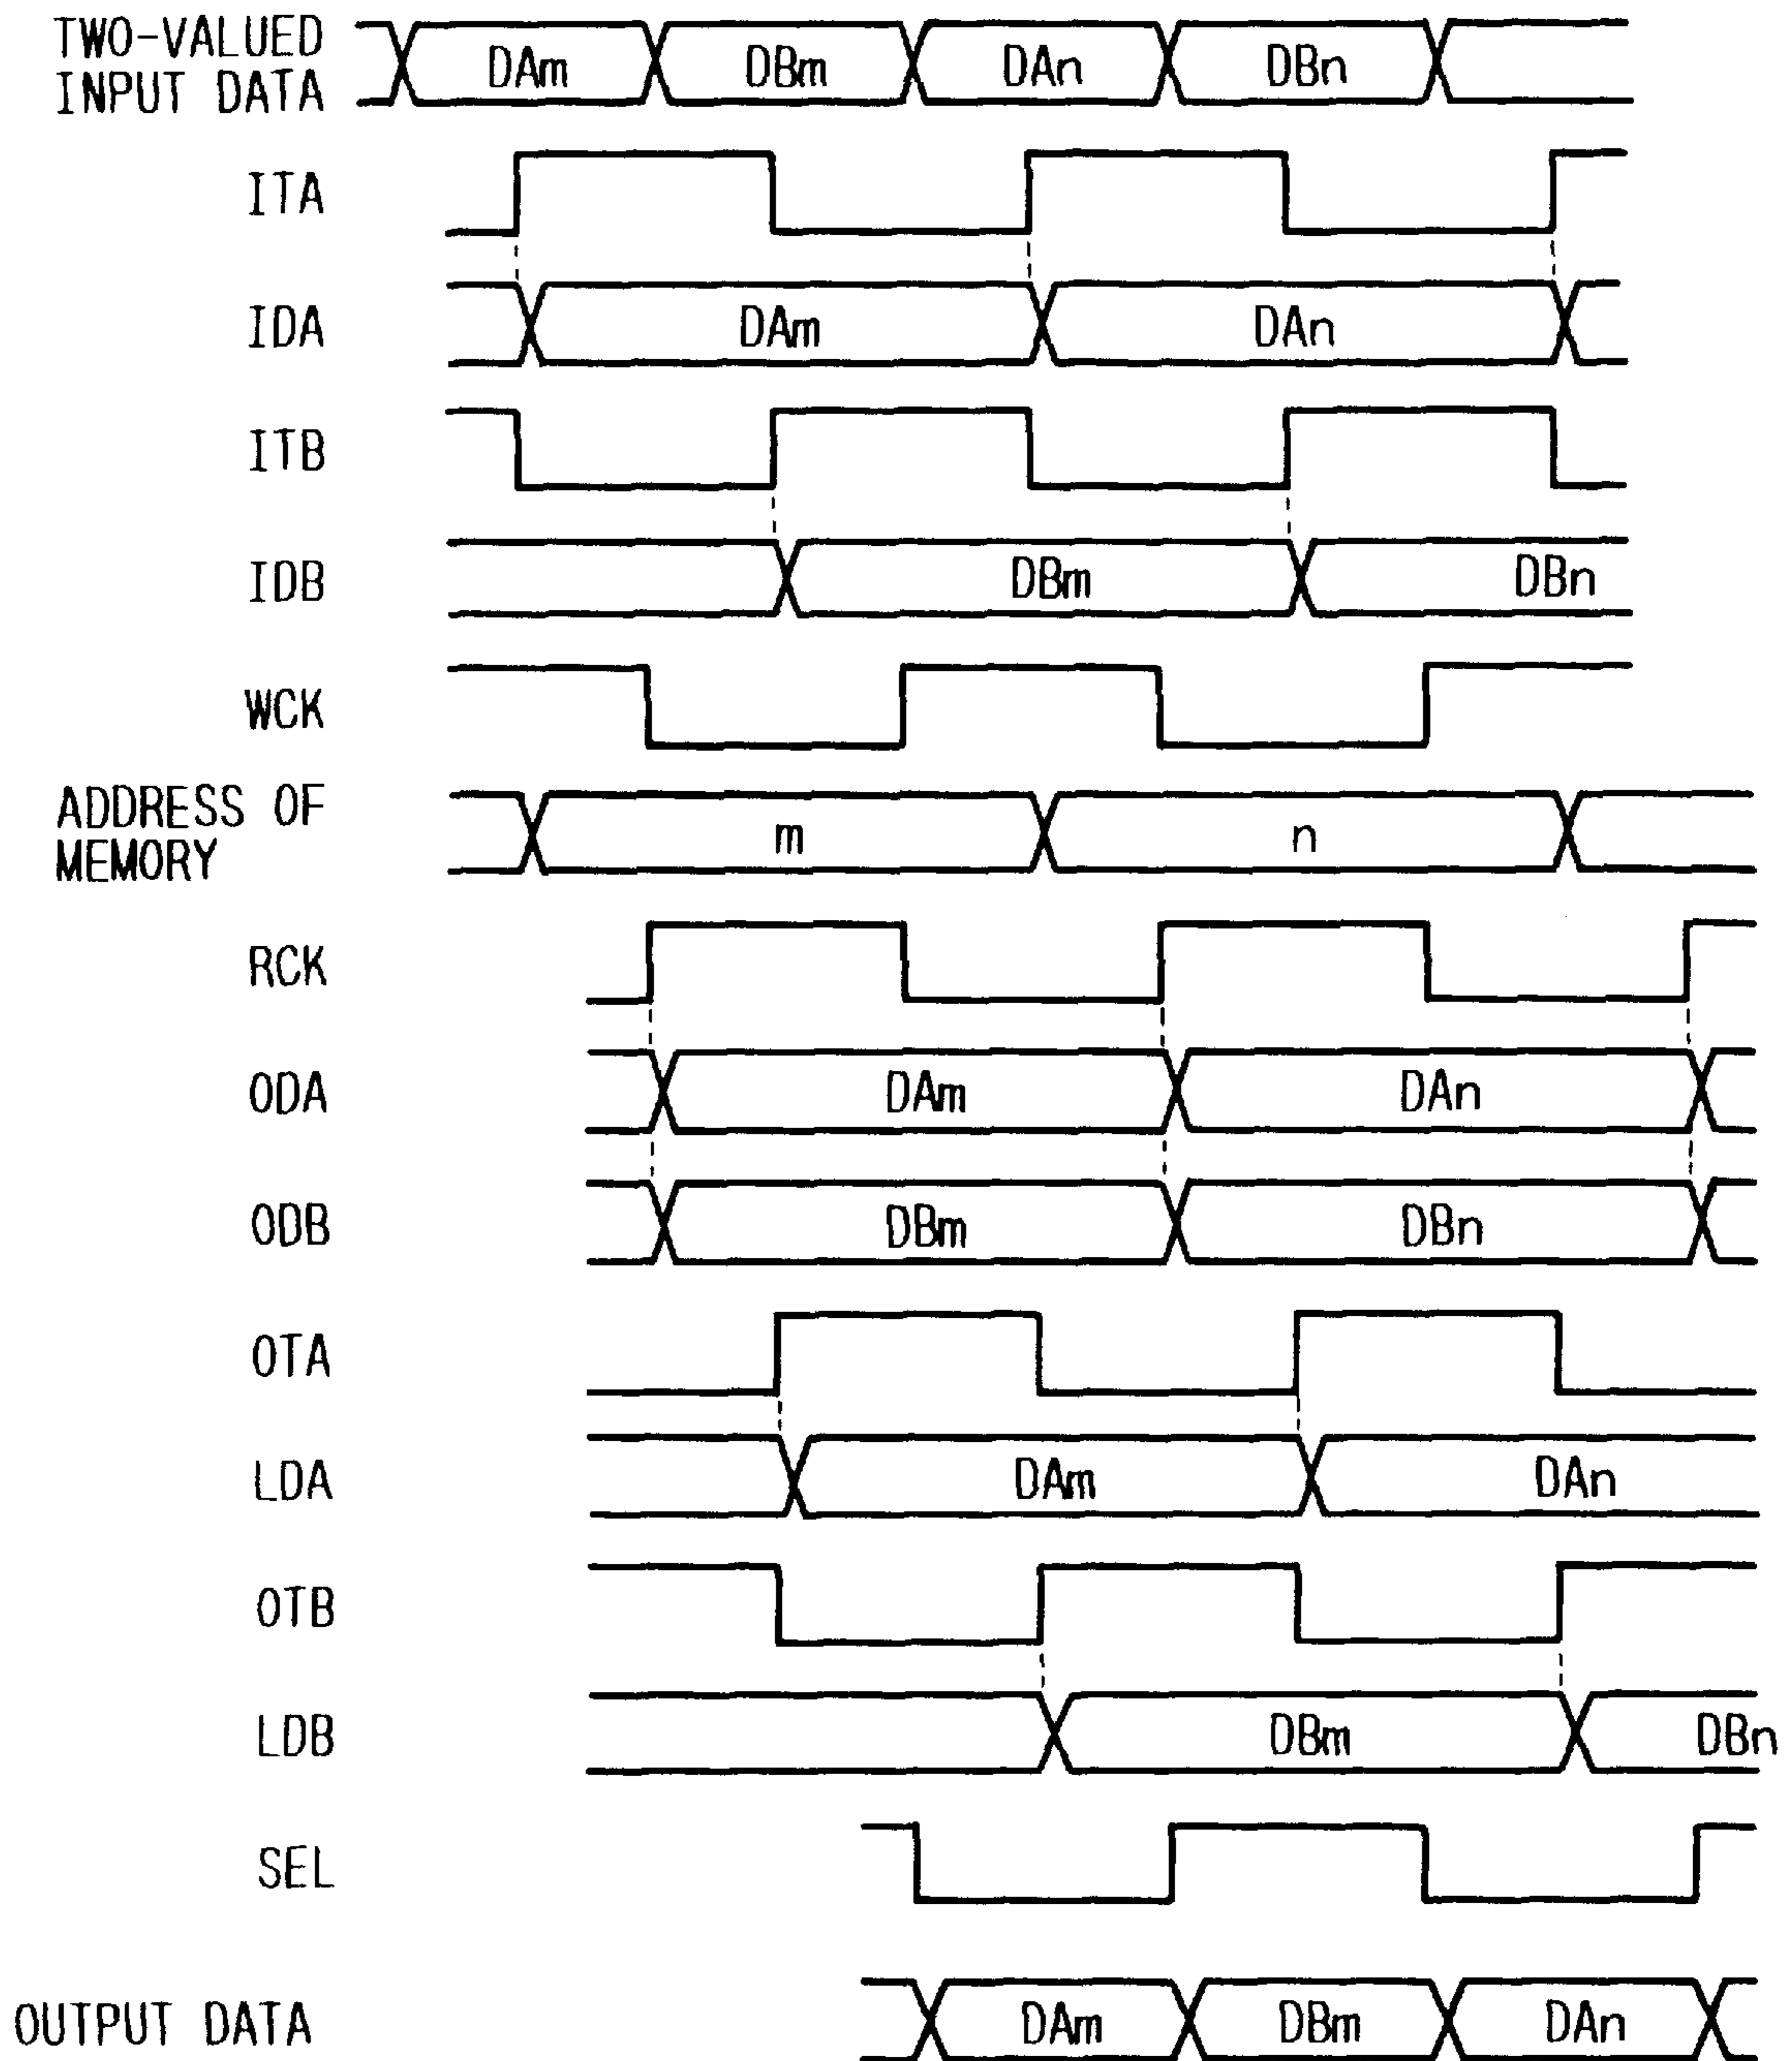 TWO-VALUED
INPUT DATA
DAm DBm DAn DBn
ITA
IDA DAm DAn
ITB
IDB DBm DBn
WCK
ADDRESS OF
MEMORY
m n
RCK
ODA DAm DAn
ODB DBm DBn
OTA
LDA DAm DAn
OTB
LDB DBm DBn
SEL
OUTPUT DATA DAm DBm DAn